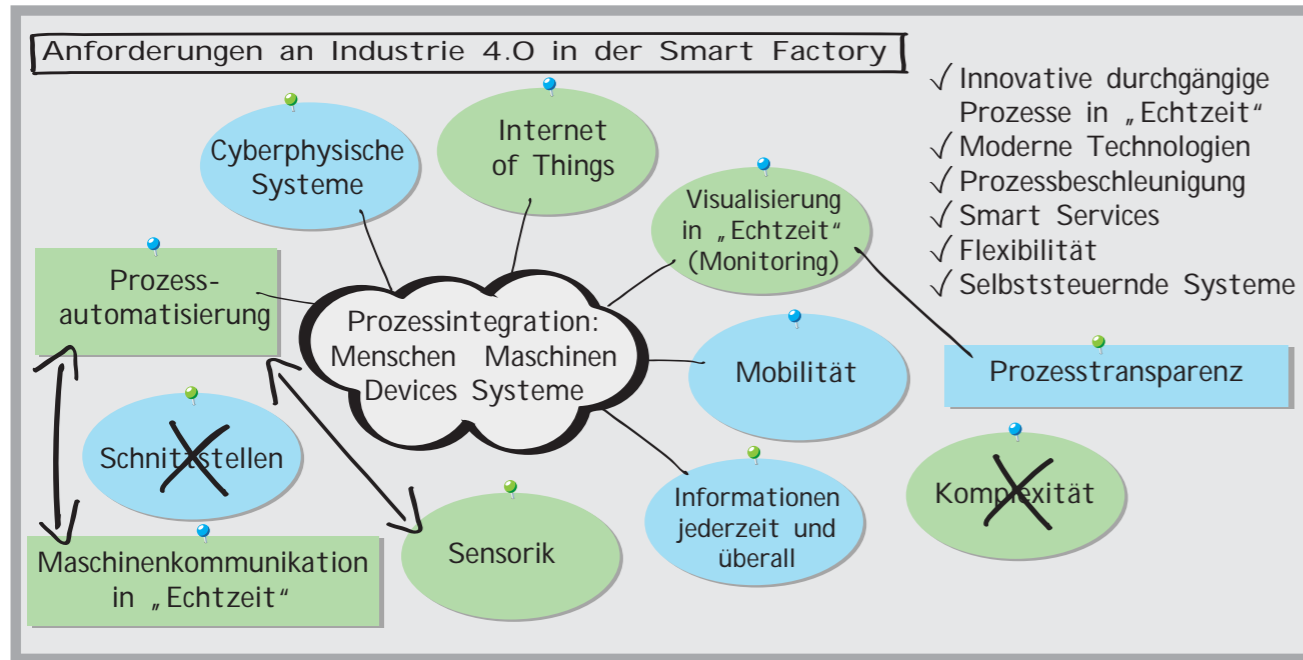 Anforderungen an Industrie 4.0 in der Smart Factory
Cyberphysische
Systeme
Internet
of Things
Visualisierung
in „Echtzeit“
(Monitoring)
√ Innovative durchgängige
Prozesse in „Echtzeit“
√ Moderne Technologien
√ Prozessbeschleunigung
√ Smart Services
√ Flexibilität
√ Selbststeuernde Systeme
Prozess-
automatisierung
Prozessintegration:
Menschen Maschinen
Devices Systeme
Mobilität
Prozesstransparenz
Schnittstellen
Informationen
jederzeit und
überall
Komplexität
Maschinenkommunikation
in „Echtzeit“
Sensorik